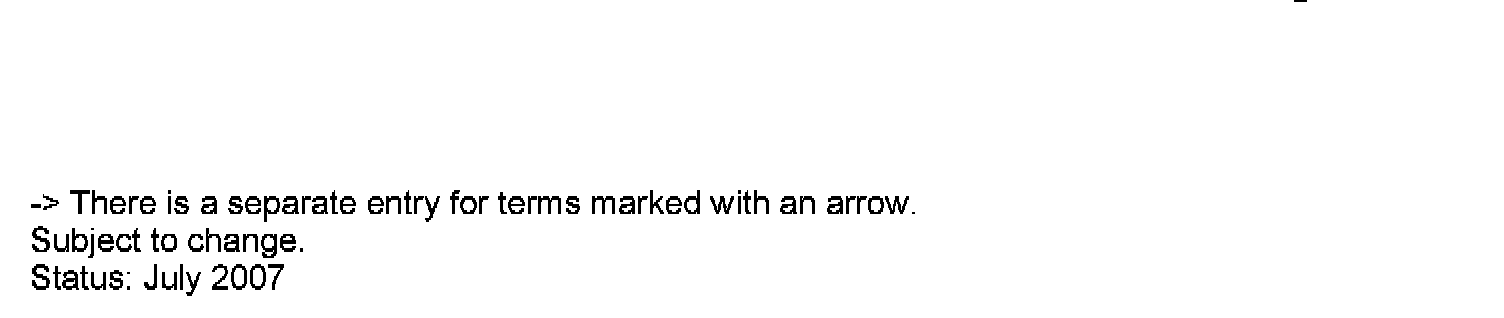 -> There is a separate entry for terms marked with an arrow.
Subject to change.
Status: July 2007